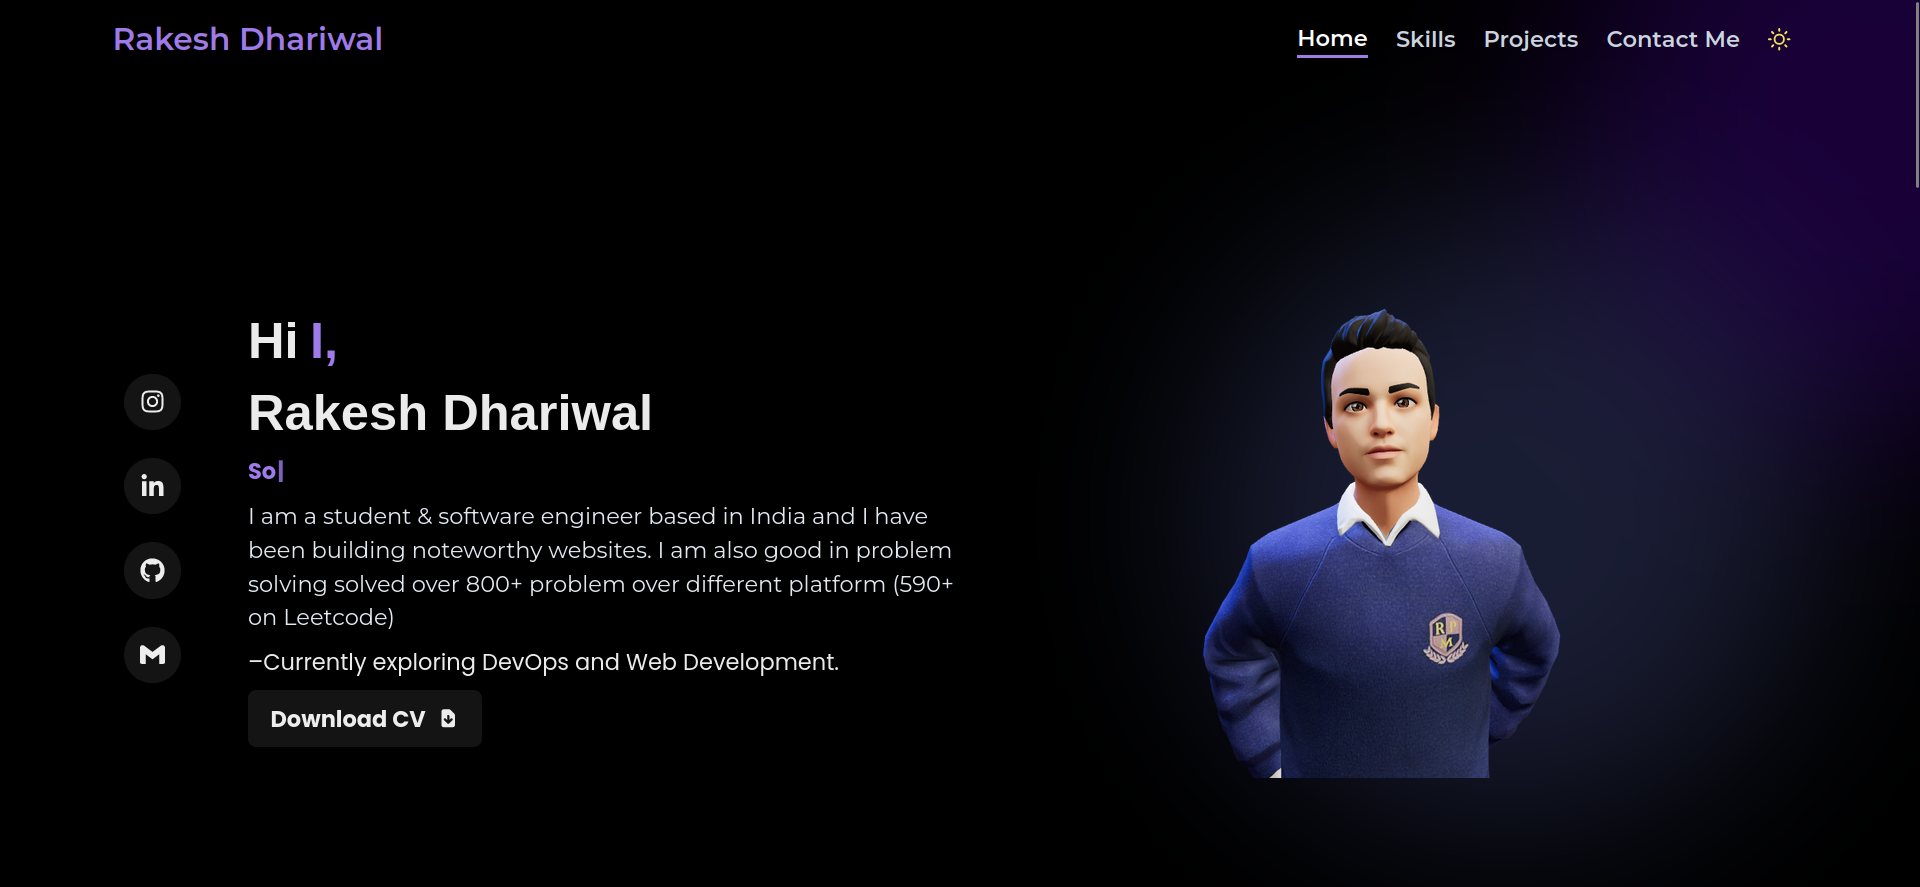 Rakesh Dhariwal
Home Skills Projects Contact Me
Hi I,
Rakesh Dhariwal
So|
I am a student & software engineer based in India and I have
been building noteworthy websites. I am also good in problem
solving solved over 800+ problem over different platform (590+
on Leetcode)
–Currently exploring DevOps and Web Development.
Download CV
R P
M